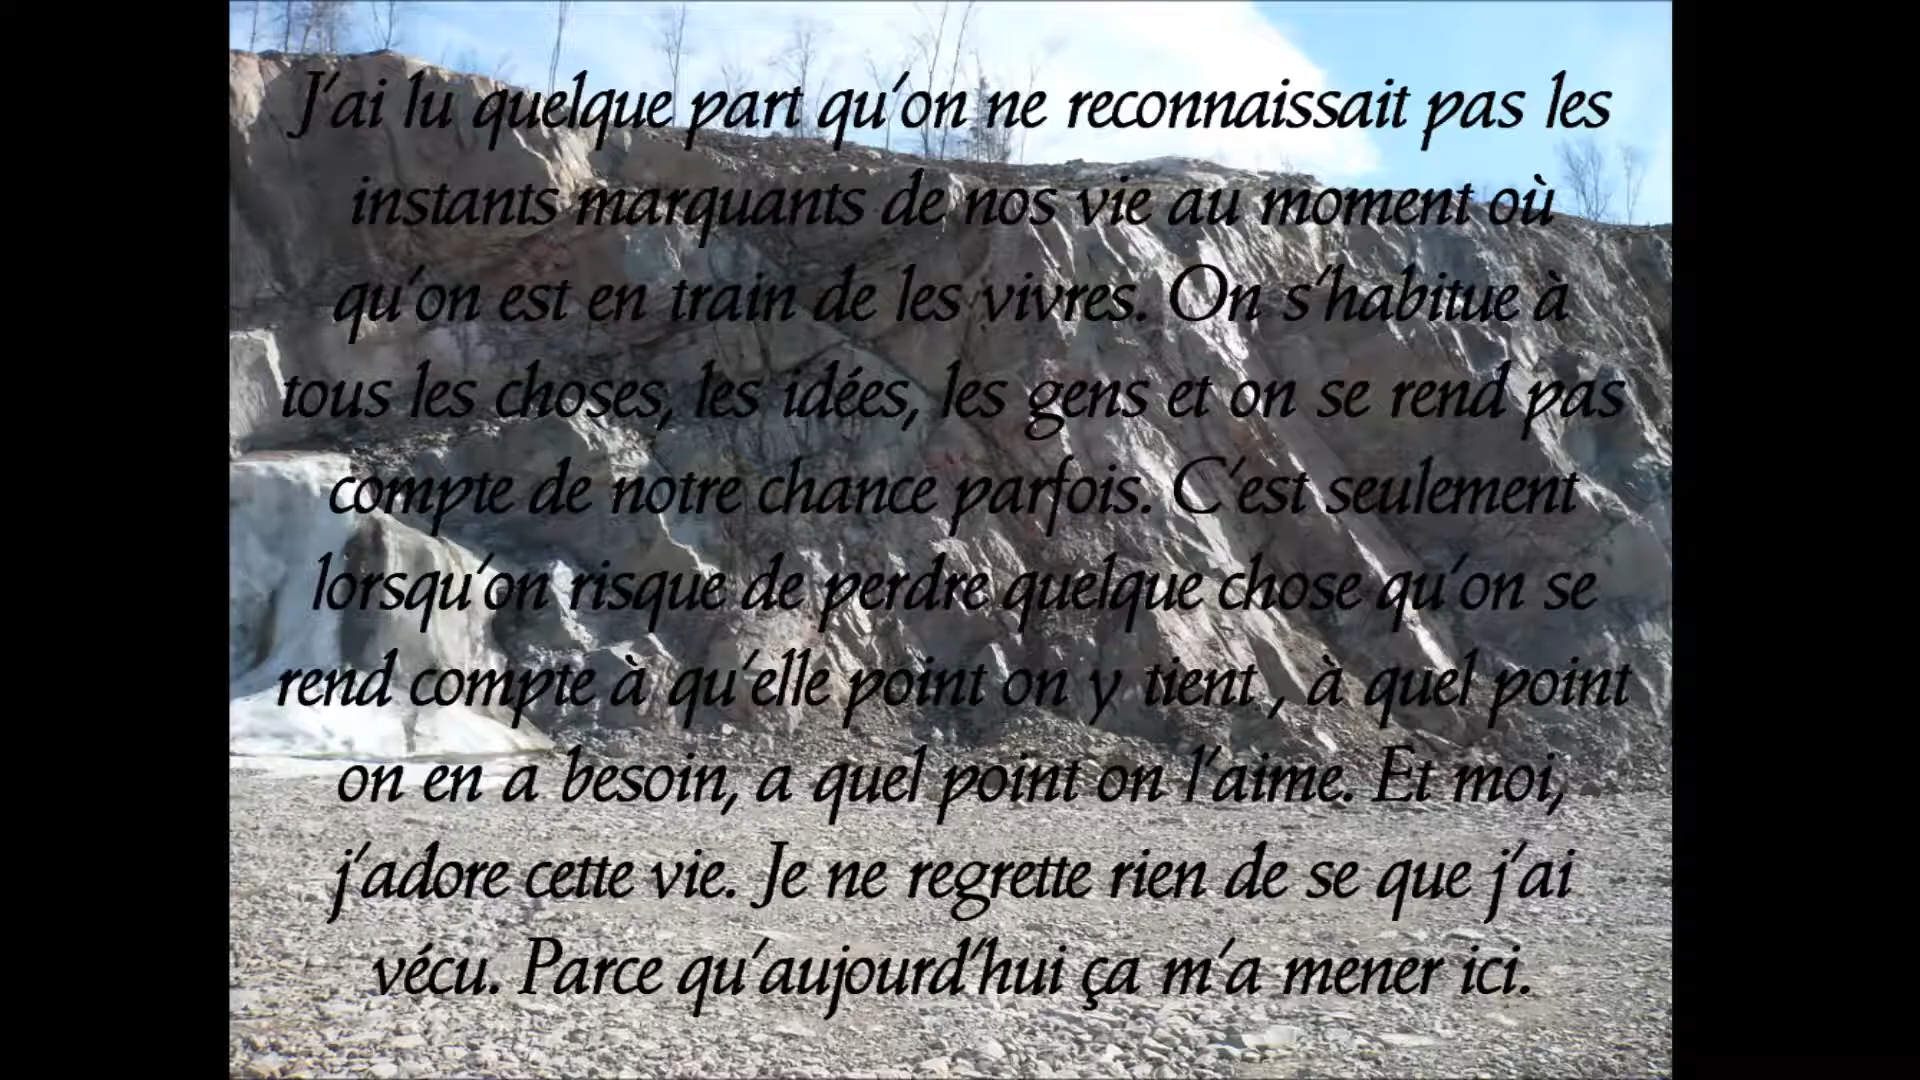 J'ai lu quelque part qu'on ne reconnaissait pas les
instants marquants de nos vie au moment où
qu'on est en train de les vivres. On s'habitue à
tous les choses, les idées, les gens et on se rend pas
compte de notre chance parfois. C'est seulement
lorsqu'on risque de perdre quelque chose qu'on se
rend compte à qu'elle point on y tient , à quel point
on en a besoin, a quel point on l'aime. Et moi,
j'adore cette vie. Je ne regrette rien de se que j'ai
vécu. Parce qu'aujourd'hui ça m'a mener ici.